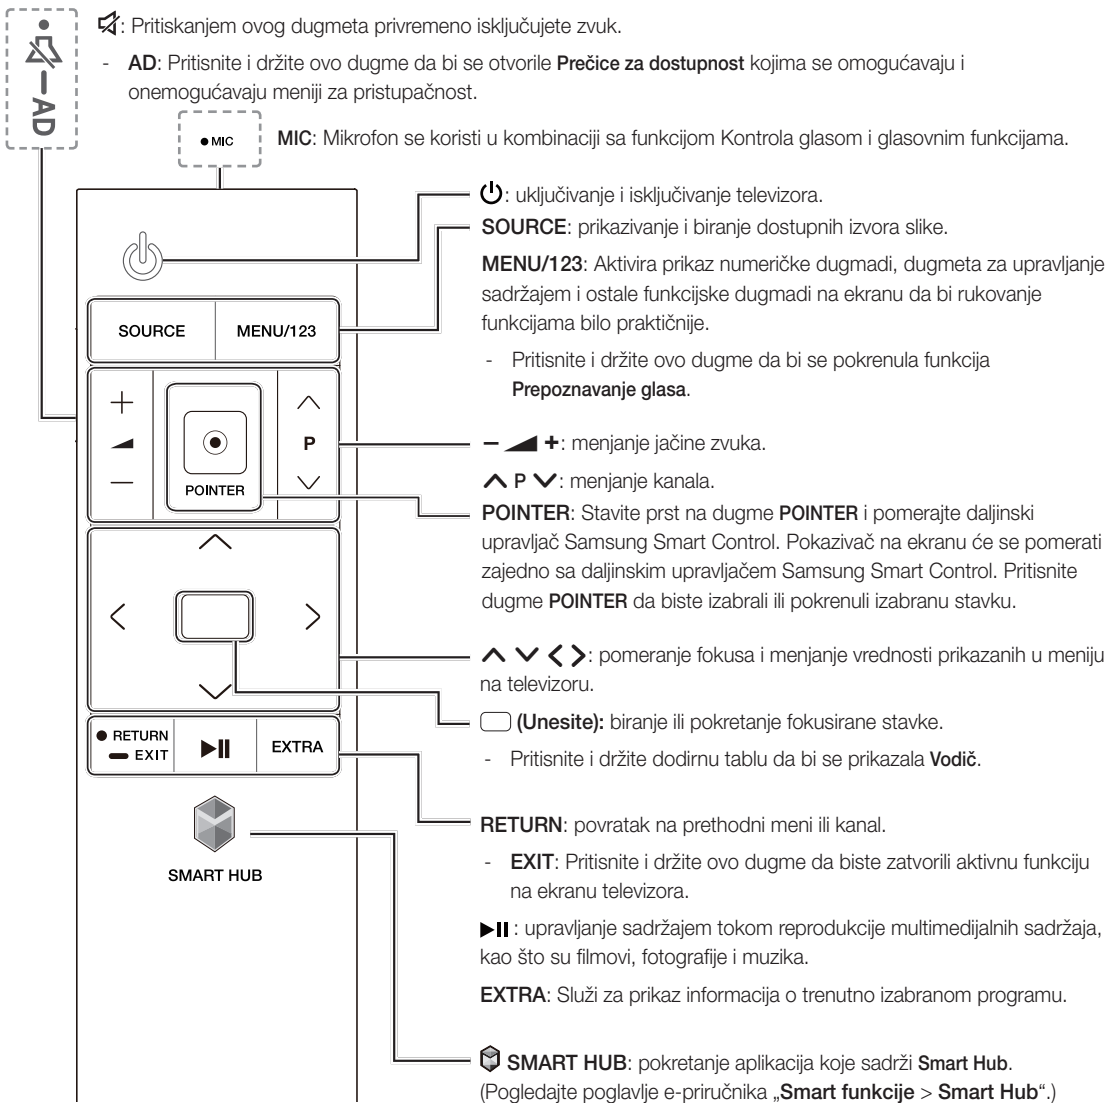 : Pritiskanjem ovog dugmeta privremeno isključujete zvuk.
- AD: Pritisnite i držite ovo dugme da bi se otvorile Prečice za dostupnost kojima se omogućavaju i
onemogućavaju meniji za pristupačnost.
AD
MIC
MIC: Mikrofon se koristi u kombinaciji sa funkcijom Kontrola glasom i glasovnim funkcijama.
: uključivanje i isključivanje televizora.
SOURCE: prikazivanje i biranje dostupnih izvora slike.
MENU/123: Aktivira prikaz numeričke dugmadi, dugmeta za upravljanje
sadržajem i ostale funkcijske dugmadi na ekranu da bi rukovanje
funkcijama bilo praktičnije.
- Pritisnite i držite ovo dugme da bi se pokrenula funkcija
Prepoznavanje glasa.
SOURCE
MENU/123
+
P
—
POINTER
− +: menjanje jačine zvuka.
P : menjanje kanala.
POINTER: Stavite prst na dugme POINTER i pomerajte daljinski
upravljač Samsung Smart Control. Pokazivač na ekranu će se pomerati
zajedno sa daljinskim upravljačem Samsung Smart Control. Pritisnite
dugme POINTER da biste izabrali ili pokrenuli izabranu stavku.
: pomeranje fokusa i menjanje vrednosti prikazanih u meniju
na televizoru.
(Unesite): biranje ili pokretanje fokusirane stavke.
- Pritisnite i držite dodirnu tablu da bi se prikazala Vodič.
RETURN
EXIT
EXTRA
SMART HUB
RETURN: povratak na prethodni meni ili kanal.
- EXIT: Pritisnite i držite ovo dugme da biste zatvorili aktivnu funkciju
na ekranu televizora.
: upravljanje sadržajem tokom reprodukcije multimedijalnih sadržaja,
kao što su filmovi, fotografije i muzika.
EXTRA: Služi za prikaz informacija o trenutno izabranom programu.
SMART HUB: pokretanje aplikacija koje sadrži Smart Hub.
(Pogledajte poglavlje e-priručnika „Smart funkcije > Smart Hub“.)